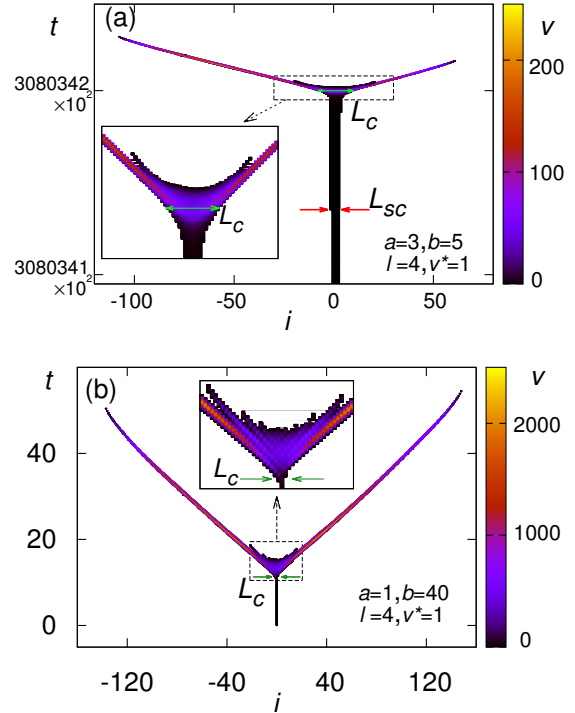 (a)
t
v
3080342
×10²
200
L_c
100
L_c
L_sc
a=3,b=5
l=4,v*=1
3080341
×10²
0
-100 -50 0 50
i
(b)
t
v
2000
40
L_c
1000
20
L_c
a=1,b=40
l=4,v*=1
0
0
-120 -40 40 120
i